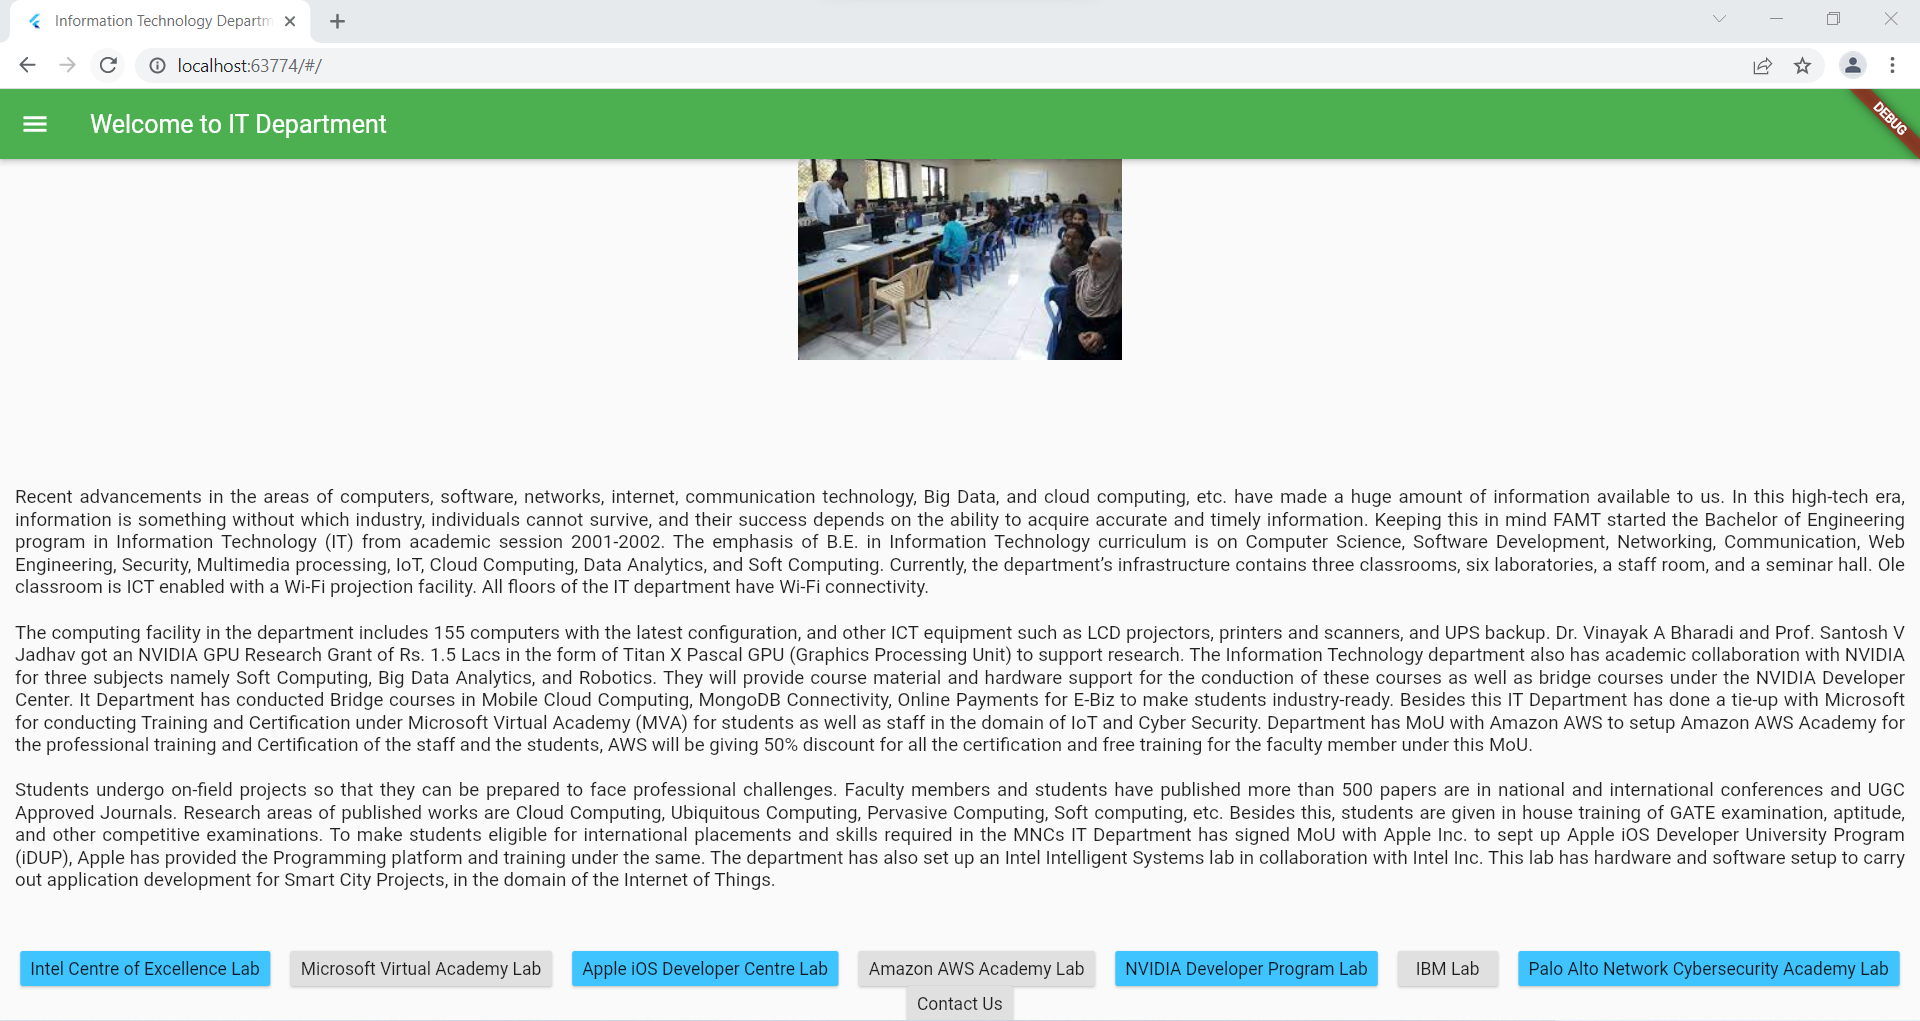 Information Technology Departm
localhost:63774/#/
Welcome to IT Department
DEBUG
Recent advancements in the areas of computers, software, networks, internet, communication technology, Big Data, and cloud computing, etc. have made a huge amount of information available to us. In this high-tech era,
information is something without which industry, individuals cannot survive, and their success depends on the ability to acquire accurate and timely information. Keeping this in mind FAMT started the Bachelor of Engineering
program in Information Technology (IT) from academic session 2001-2002. The emphasis of B.E. in Information Technology curriculum is on Computer Science, Software Development, Networking, Communication, Web
Engineering, Security, Multimedia processing, IoT, Cloud Computing, Data Analytics, and Soft Computing. Currently, the department's infrastructure contains three classrooms, six laboratories, a staff room, and a seminar hall. Ole
classroom is ICT enabled with a Wi-Fi projection facility. All floors of the IT department have Wi-Fi connectivity.
The computing facility in the department includes 155 computers with the latest configuration, and other ICT equipment such as LCD projectors, printers and scanners, and UPS backup. Dr. Vinayak A Bharadi and Prof. Santosh V
Jadhav got an NVIDIA GPU Research Grant of Rs. 1.5 Lacs in the form of Titan X Pascal GPU (Graphics Processing Unit) to support research. The Information Technology department also has academic collaboration with NVIDIA
for three subjects namely Soft Computing, Big Data Analytics, and Robotics. They will provide course material and hardware support for the conduction of these courses as well as bridge courses under the NVIDIA Developer
Center. It Department has conducted Bridge courses in Mobile Cloud Computing, MongoDB Connectivity, Online Payments for E-Biz to make students industry-ready. Besides this IT Department has done a tie-up with Microsoft
for conducting Training and Certification under Microsoft Virtual Academy (MVA) for students as well as staff in the domain of IoT and Cyber Security. Department has MoU with Amazon AWS to setup Amazon AWS Academy for
the professional training and Certification of the staff and the students, AWS will be giving 50% discount for all the certification and free training for the faculty member under this MoU.
Students undergo on-field projects so that they can be prepared to face professional challenges. Faculty members and students have published more than 500 papers are in national and international conferences and UGC
Approved Journals. Research areas of published works are Cloud Computing, Ubiquitous Computing, Pervasive Computing, Soft computing, etc. Besides this, students are given in house training of GATE examination, aptitude,
and other competitive examinations. To make students eligible for international placements and skills required in the MNCs IT Department has signed MoU with Apple Inc. to sept up Apple iOS Developer University Program
(iDUP), Apple has provided the Programming platform and training under the same. The department has also set up an Intel Intelligent Systems lab in collaboration with Intel Inc. This lab has hardware and software setup to carry
out application development for Smart City Projects, in the domain of the Internet of Things.
Intel Centre of Excellence Lab
Microsoft Virtual Academy Lab
Apple iOS Developer Centre Lab
Amazon AWS Academy Lab
NVIDIA Developer Program Lab
IBM Lab
Palo Alto Network Cybersecurity Academy Lab
Contact Us